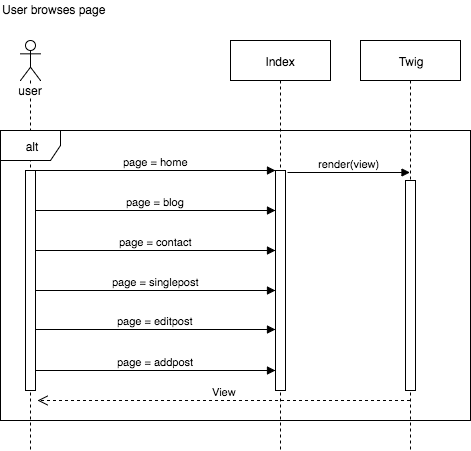 User browses page
user
Index
Twig
alt
page = home
render(view)
page = blog
page = contact
page = singlepost
page = editpost
page = addpost
View